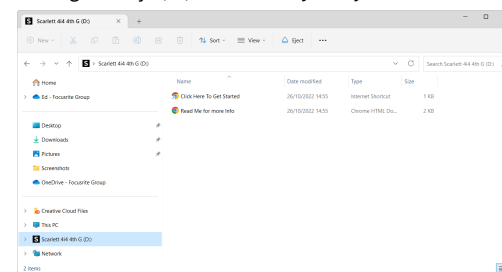 Scarlett 4i4 4th G (D:)
New
Sort
View
Eject
Scarlett 4i4 4th G (D:)
Search Scarlett 4i4 4th G (D:)
Name
Date modified
Type
Size
Home
Ed - Focusrite Group
Desktop
Downloads
Pictures
Screenshots
OneDrive - Focusrite Group
Creative Cloud Files
This PC
Scarlett 4i4 4th G (D:)
Network
Click Here To Get Started 26/10/2022 14:55 Internet Shortcut 1 KB
Read Me for more Info 26/10/2022 14:55 Chrome HTML Do... 2 KB
2 items